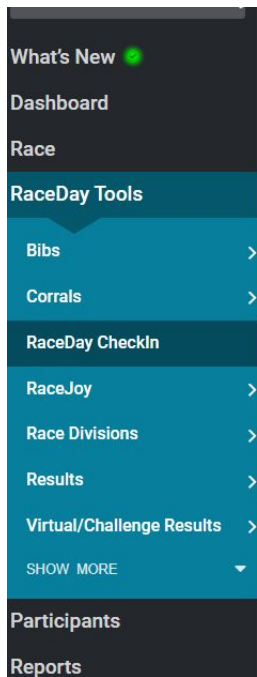 What's New
Dashboard
Race
RaceDay Tools
Bibs
Corrals
RaceDay CheckIn
RaceJoy
Race Divisions
Results
Virtual/Challenge Results
SHOW MORE
Participants
Reports